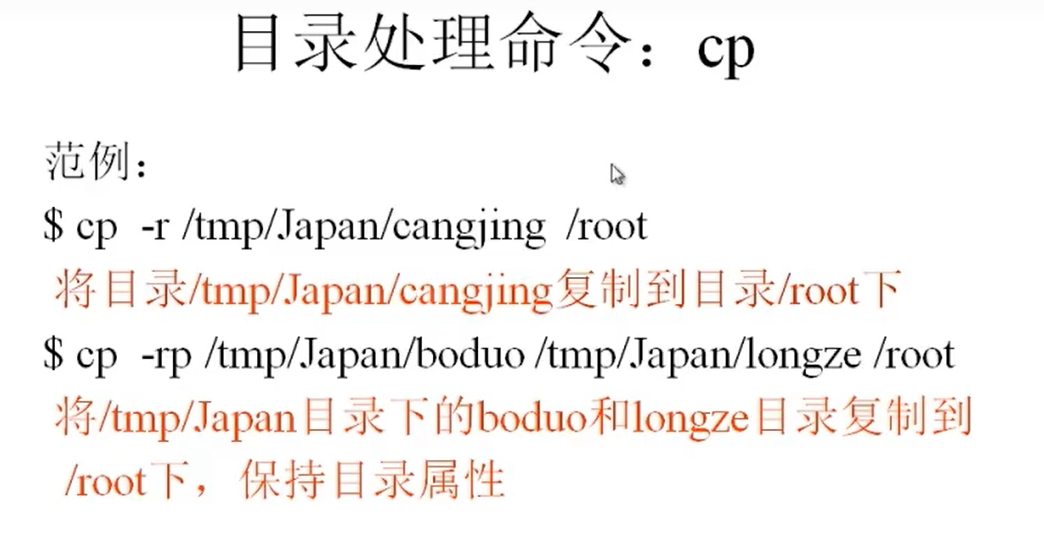 目录处理命令：cp
范例：
$ cp -r /tmp/Japan/cangjing /root
将目录/tmp/Japan/cangjing复制到目录/root下
$ cp -rp /tmp/Japan/boduo /tmp/Japan/longze /root
将/tmp/Japan目录下的boduo和longze目录复制到
/root下，保持目录属性